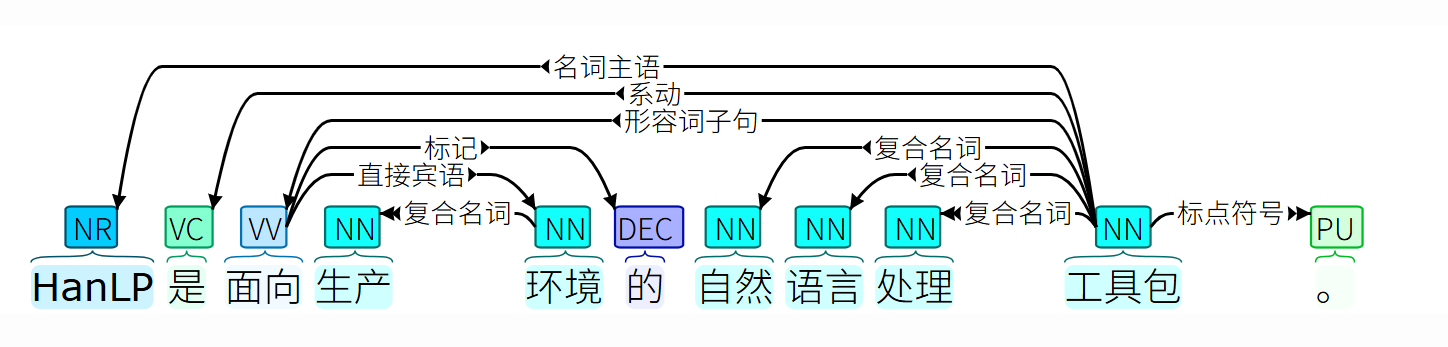 名词主语
系动
形容词子句
标记 复合名词
直接宾语 复合名词
NR VC VV NN 复合名词 NN DEC NN NN NN 复合名词 NN 标点符号 PU
HanLP 是 面向 生产 环境 的 自然 语言 处理 工具包 。